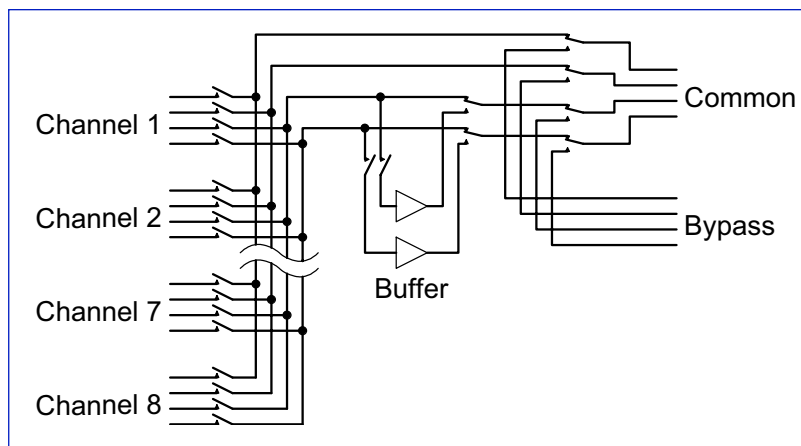 Common
Channel 1
Channel 2
Bypass
Buffer
Channel 7
Channel 8